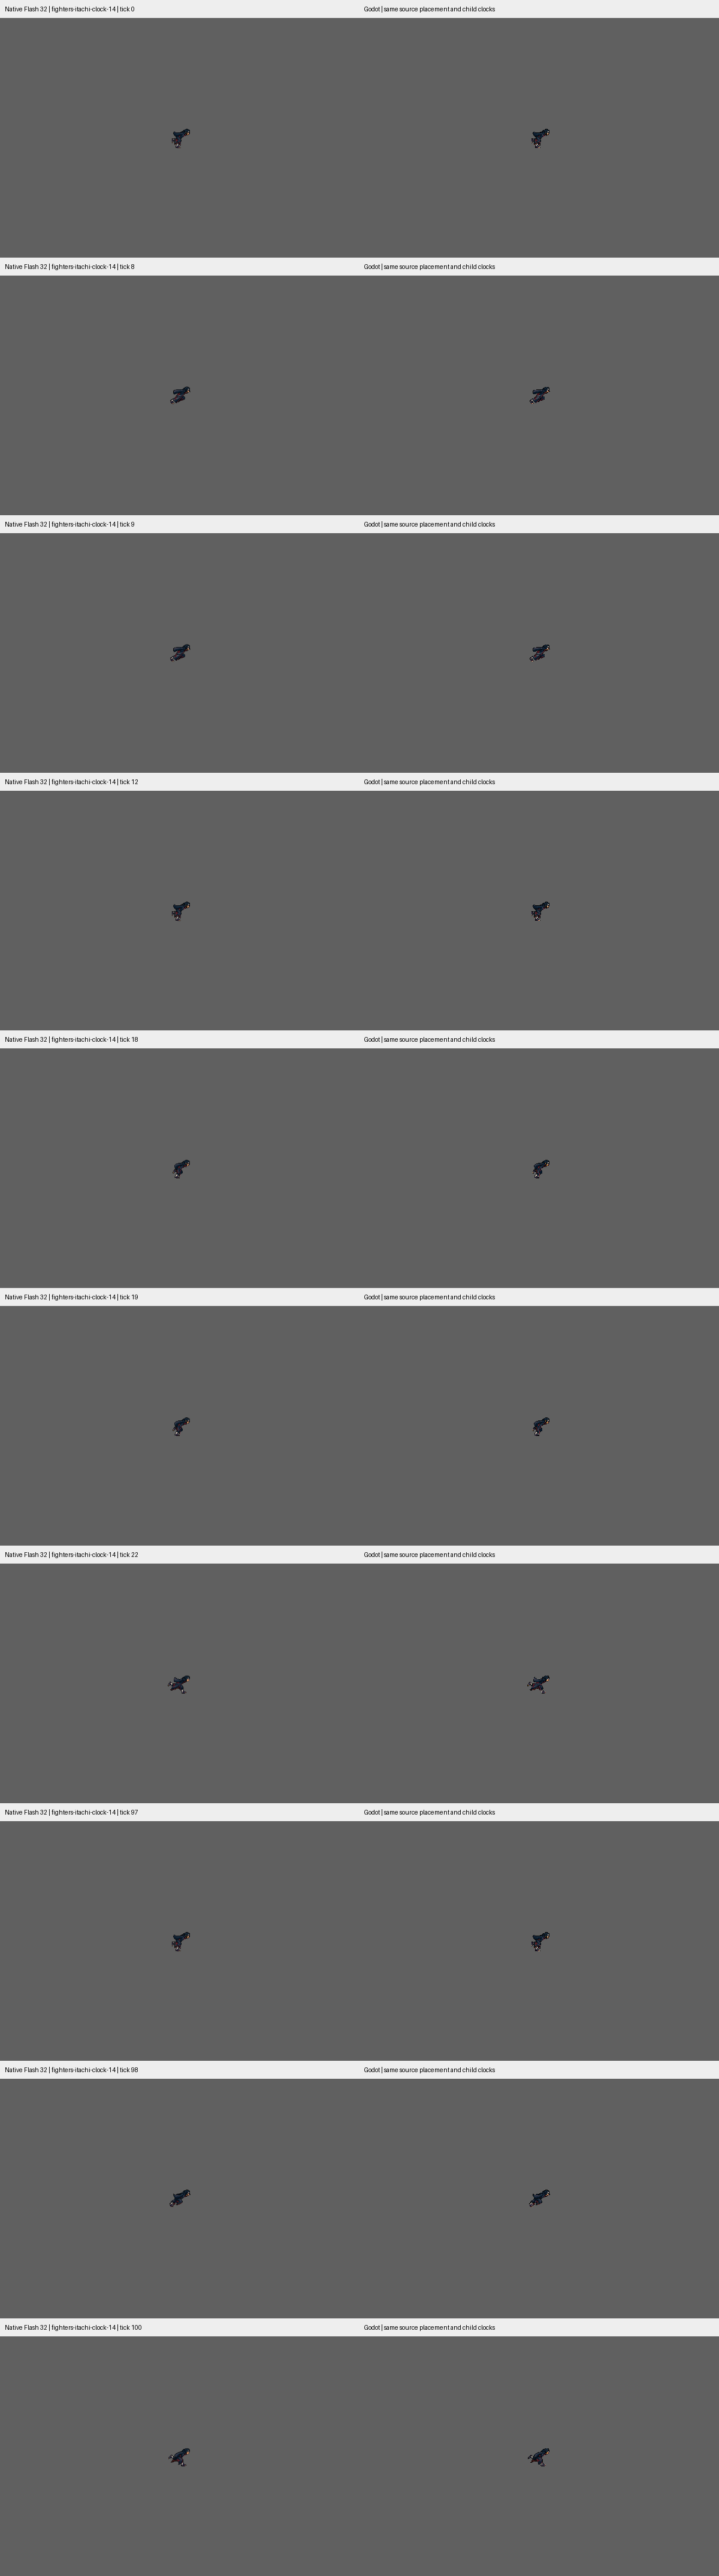 Native Flash 32 | fighters-itachi-clock-14 | tick 0
Godot | same source placement and child clocks
Native Flash 32 | fighters-itachi-clock-14 | tick 8
Godot | same source placement and child clocks
Native Flash 32 | fighters-itachi-clock-14 | tick 9
Godot | same source placement and child clocks
Native Flash 32 | fighters-itachi-clock-14 | tick 12
Godot | same source placement and child clocks
Native Flash 32 | fighters-itachi-clock-14 | tick 18
Godot | same source placement and child clocks
Native Flash 32 | fighters-itachi-clock-14 | tick 19
Godot | same source placement and child clocks
Native Flash 32 | fighters-itachi-clock-14 | tick 22
Godot | same source placement and child clocks
Native Flash 32 | fighters-itachi-clock-14 | tick 97
Godot | same source placement and child clocks
Native Flash 32 | fighters-itachi-clock-14 | tick 98
Godot | same source placement and child clocks
Native Flash 32 | fighters-itachi-clock-14 | tick 100
Godot | same source placement and child clocks